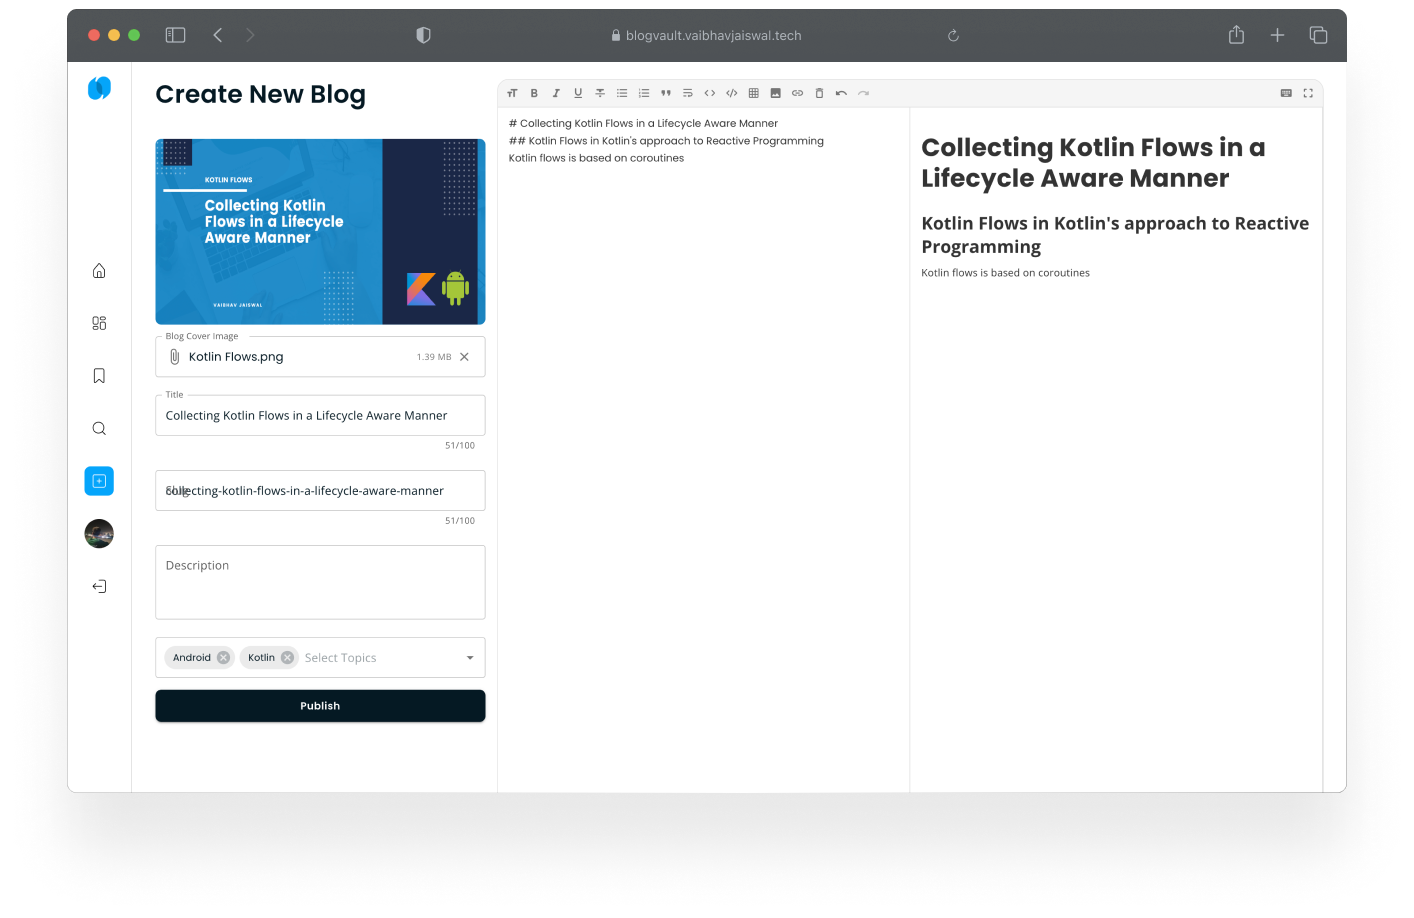 blogvault.vaibhavjaiswal.tech
Create New Blog
KOTLIN FLOWS
Collecting Kotlin
Flows in a Lifecycle
Aware Manner
VAIBHAV JAISWAL
Blog Cover Image
Kotlin Flows.png 1.39 MB
Title
Collecting Kotlin Flows in a Lifecycle Aware Manner
51/100
Slug
collecting-kotlin-flows-in-a-lifecycle-aware-manner
51/100
Description
Android Kotlin Select Topics
Publish
# Collecting Kotlin Flows in a Lifecycle Aware Manner
## Kotlin Flows in Kotlin's approach to Reactive Programming
Kotlin flows is based on coroutines
Collecting Kotlin Flows in a
Lifecycle Aware Manner
Kotlin Flows in Kotlin's approach to Reactive
Programming
Kotlin flows is based on coroutines